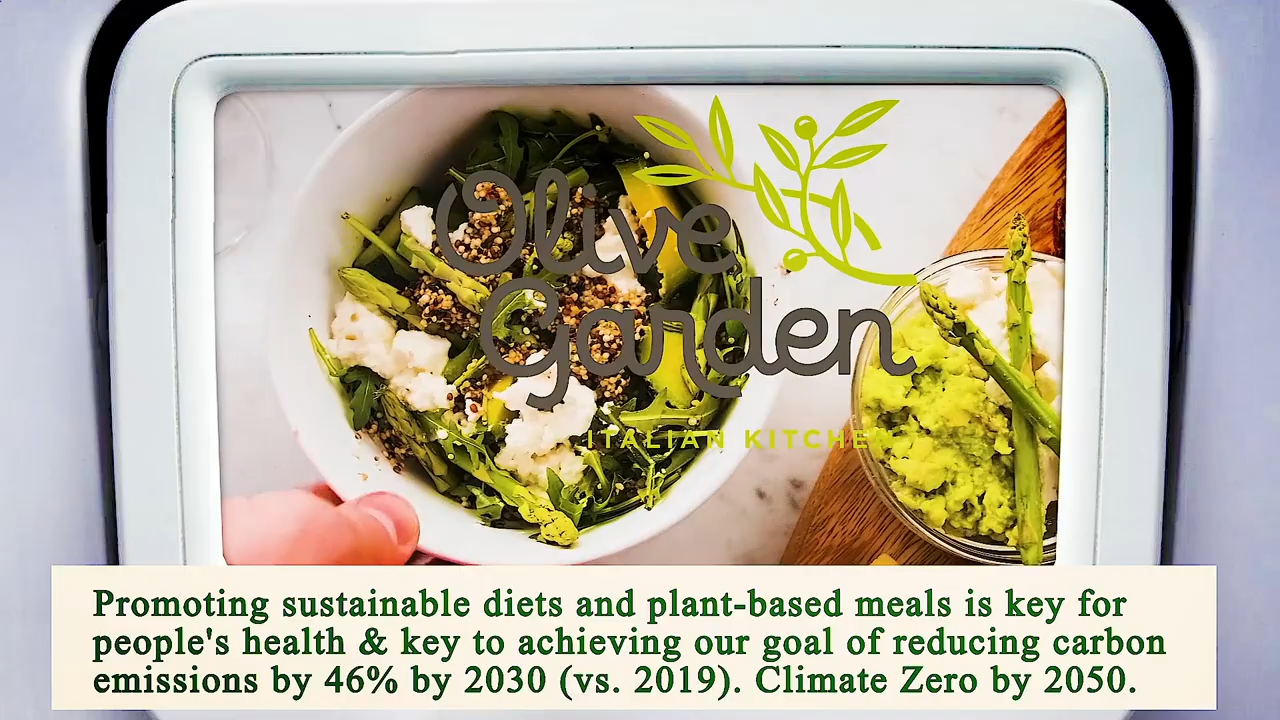 Olive
Garden
ITALIAN KITCHEN
Promoting sustainable diets and plant-based meals is key for
people's health & key to achieving our goal of reducing carbon
emissions by 46% by 2030 (vs. 2019). Climate Zero by 2050.